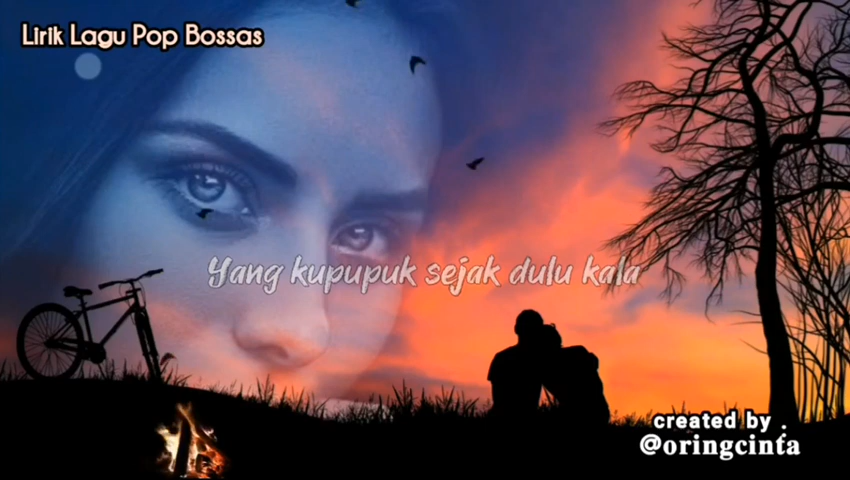 Lirik Lagu Pop Bossas
Yang kupupuk sejak dulu kala
created by .
@oringcinta